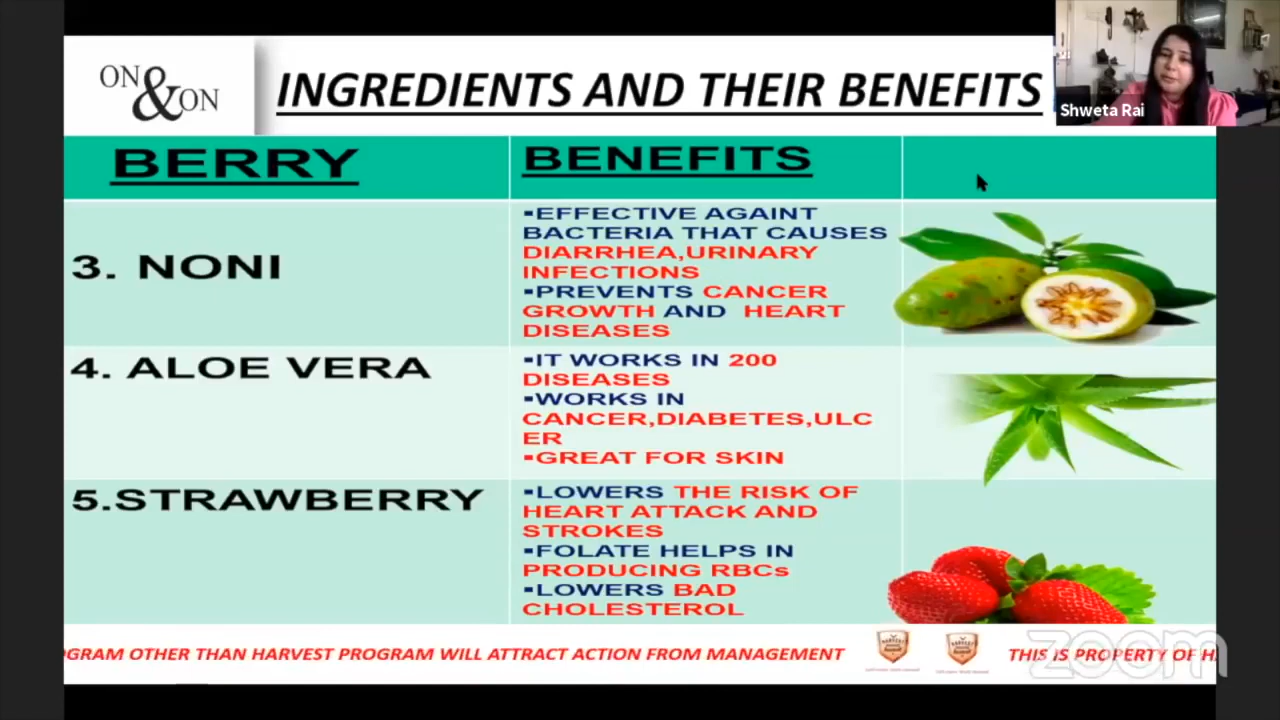 ON
&
ON
INGREDIENTS AND THEIR BENEFITS
Shweta Rai
BERRY
BENEFITS
3. NONI
▪EFFECTIVE AGAINT
BACTERIA THAT CAUSES
DIARRHEA,URINARY
INFECTIONS
▪PREVENTS CANCER
GROWTH AND HEART
DISEASES
4. ALOE VERA
▪IT WORKS IN 200
DISEASES
▪WORKS IN
CANCER,DIABETES,ULC
ER
▪GREAT FOR SKIN
5.STRAWBERRY
▪LOWERS THE RISK OF
HEART ATTACK AND
STROKES
▪FOLATE HELPS IN
PRODUCING RBCs
▪LOWERS BAD
CHOLESTEROL
OGRAM OTHER THAN HARVEST PROGRAM WILL ATTRACT ACTION FROM MANAGEMENT
THIS IS PROPERTY OF H
zoom